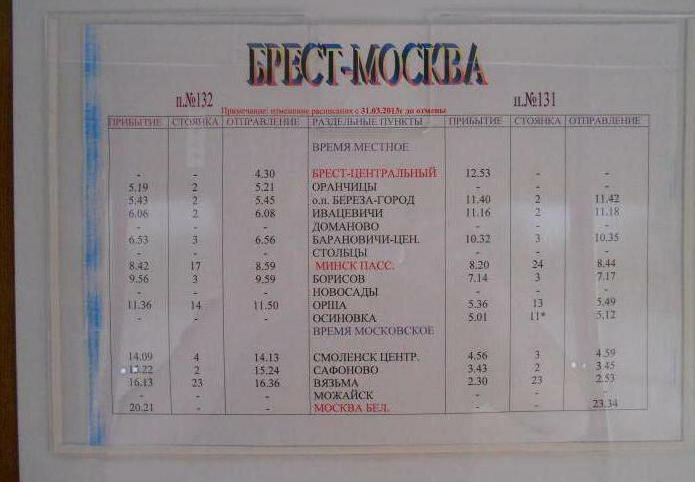 БРЕСТ-МОСКВА
п.№132 п.№131
Примечание: изменение расписания с 31.03.2013г до отмены
ПРИБЫТИЕ СТОЯНКА ОТПРАВЛЕНИЕ РАЗДЕЛЬНЫЕ ПУНКТЫ ПРИБЫТИЕ СТОЯНКА ОТПРАВЛЕНИЕ
ВРЕМЯ МЕСТНОЕ
- - 4.30 БРЕСТ-ЦЕНТРАЛЬНЫЙ 12.53 - -
5.19 2 5.21 ОРАНЧИЦЫ - - -
5.43 2 5.45 о.п. БЕРЕЗА-ГОРОД 11.40 2 11.42
6.06 2 6.08 ИВАЦЕВИЧИ 11.16 2 11.18
- - - ДОМАНОВО - - -
6.53 3 6.56 БАРАНОВИЧИ-ЦЕН. 10.32 3 10.35
- - - СТОЛЬЦЫ - - -
8.42 17 8.59 МИНСК ПАСС. 8.20 24 8.44
9.56 3 9.59 БОРИСОВ 7.14 3 7.17
- - - НОВОСАДЫ - - -
11.36 14 11.50 ОРША 5.36 13 5.49
- - - ОСИНОВКА 5.01 11* 5.12
ВРЕМЯ МОСКОВСКОЕ
14.09 4 14.13 СМОЛЕНСК ЦЕНТР. 4.56 3 4.59
2 15.24 САФОНОВО 3.43 2 3.45
16.13 23 16.36 ВЯЗЬМА 2.30 23 2.53
- - - МОЖАЙСК - - -
20.21 - - МОСКВА БЕЛ. - - 23.34